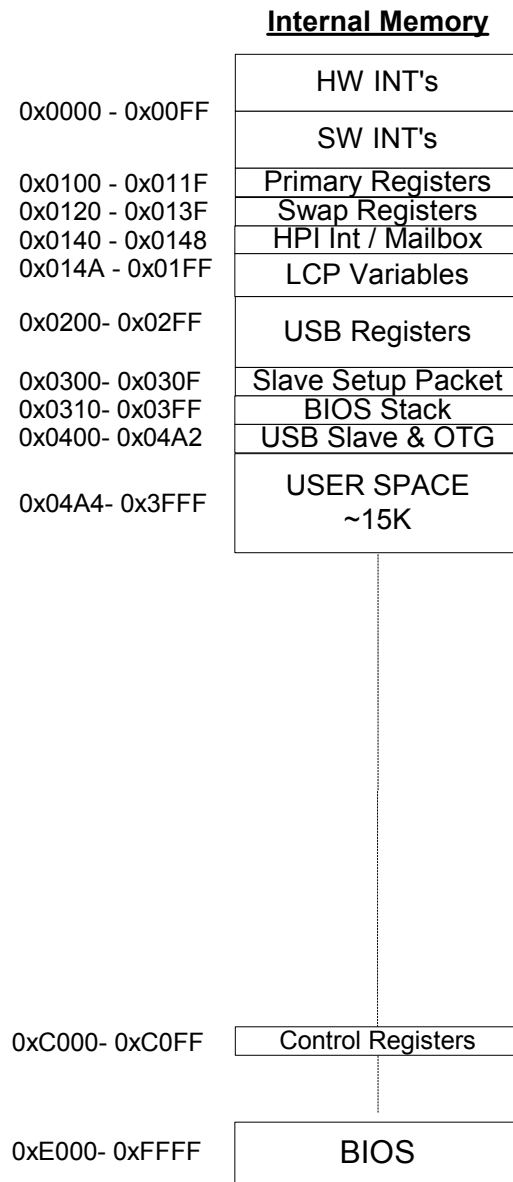 Internal Memory
HW INT's
0x0000 - 0x00FF
SW INT's
0x0100 - 0x011F Primary Registers
0x0120 - 0x013F Swap Registers
0x0140 - 0x0148 HPI Int / Mailbox
0x014A - 0x01FF LCP Variables
0x0200- 0x02FF USB Registers
0x0300- 0x030F Slave Setup Packet
0x0310- 0x03FF BIOS Stack
0x0400- 0x04A2 USB Slave & OTG
0x04A4- 0x3FFF USER SPACE
~15K
0xC000- 0xC0FF Control Registers
0xE000- 0xFFFF BIOS